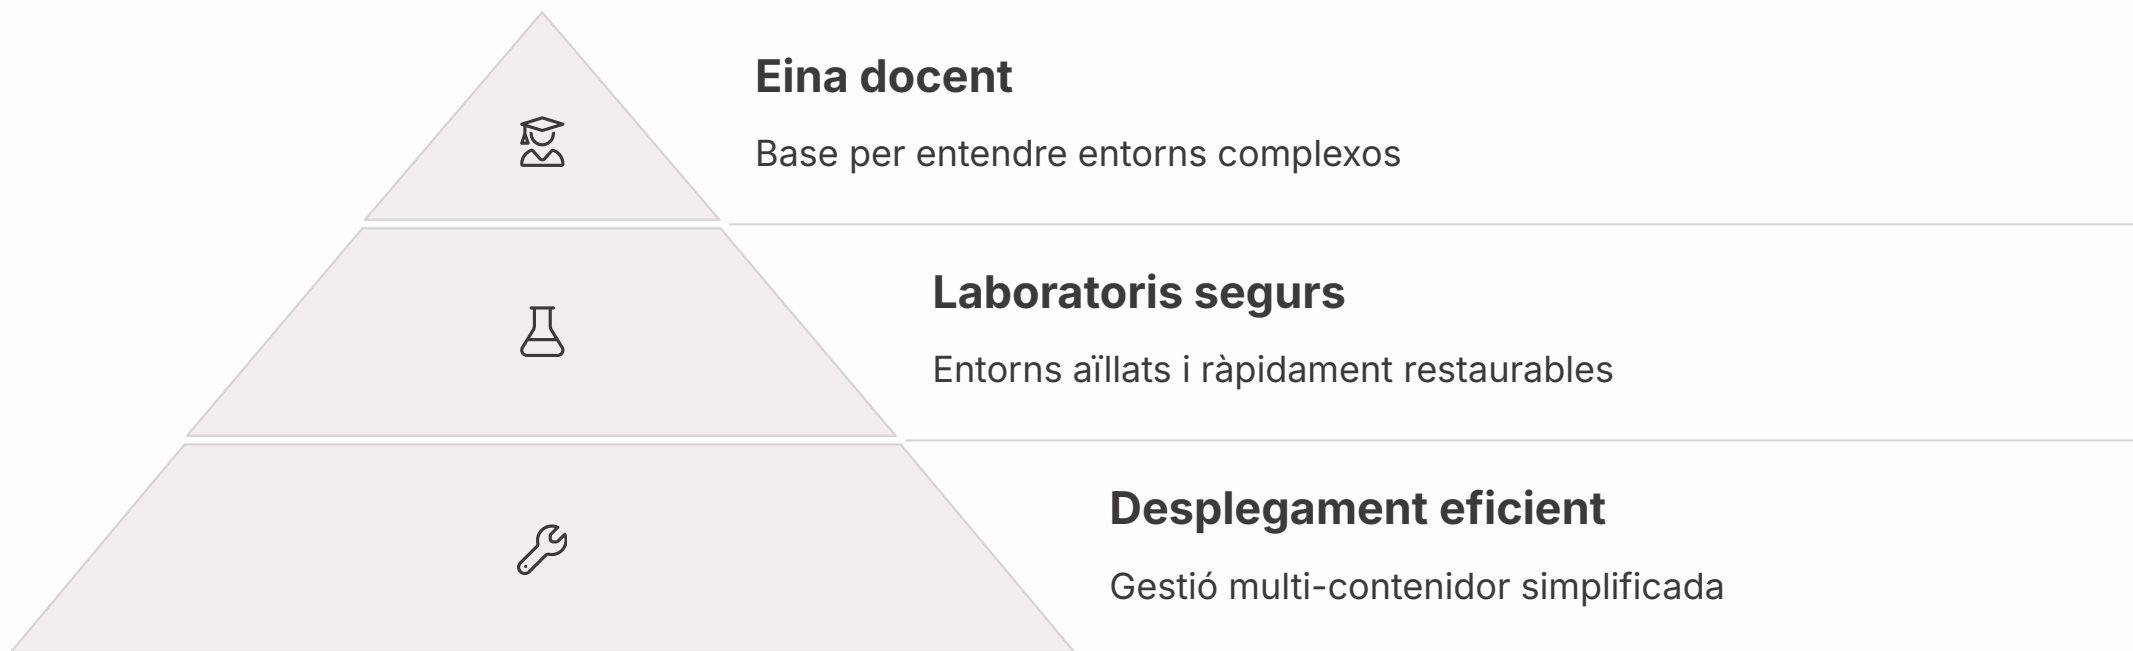 Eina docent
Base per entendre entorns complexos
Laboratoris segurs
Entorns aïllats i ràpidament restaurables
Desplegament eficient
Gestió multi-contenidor simplificada